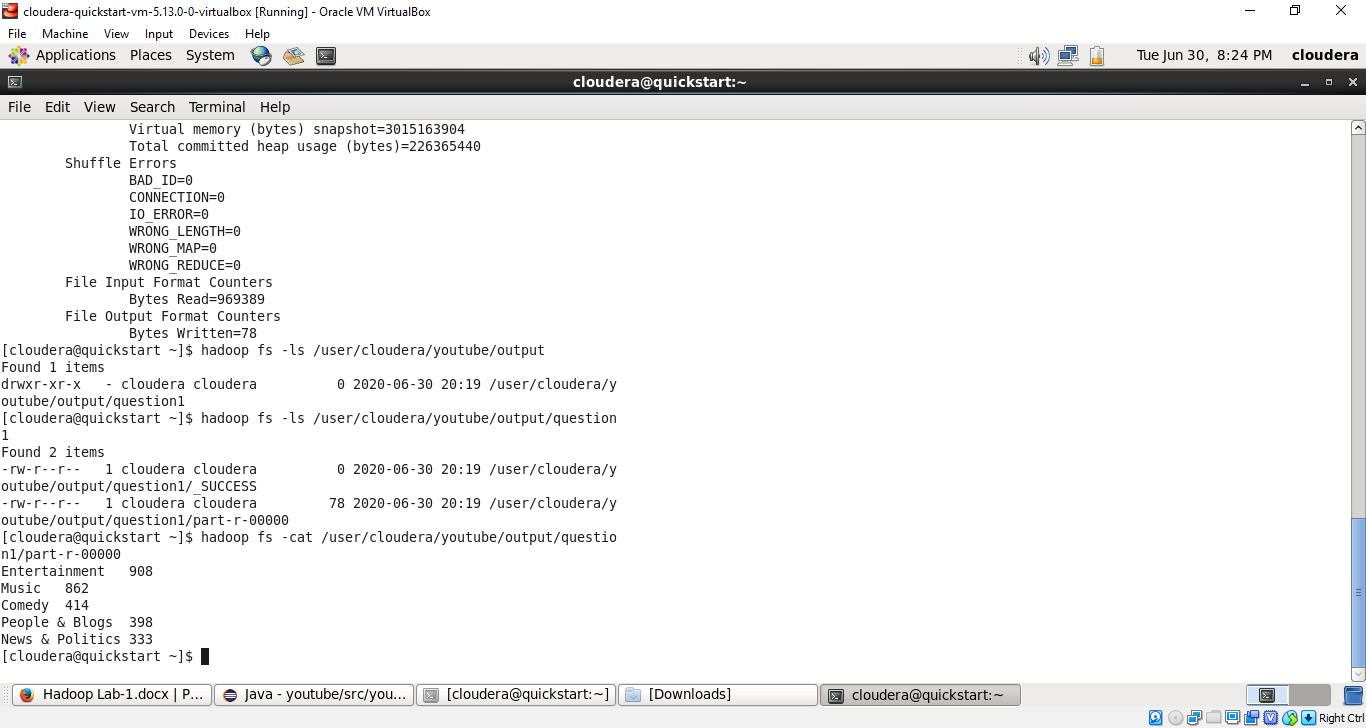 cloudera-quickstart-vm-5.13.0-0-virtualbox [Running] - Oracle VM VirtualBox
File Machine View Input Devices Help
Applications Places System Tue Jun 30, 8:24 PM cloudera
cloudera@quickstart:~
File Edit View Search Terminal Help
Virtual memory (bytes) snapshot=3015163904
Total committed heap usage (bytes)=226365440
Shuffle Errors
BAD_ID=0
CONNECTION=0
IO_ERROR=0
WRONG_LENGTH=0
WRONG_MAP=0
WRONG_REDUCE=0
File Input Format Counters
Bytes Read=969389
File Output Format Counters
Bytes Written=78
[cloudera@quickstart ~]$ hadoop fs -ls /user/cloudera/youtube/output
Found 1 items
drwxr-xr-x   - cloudera cloudera          0 2020-06-30 20:19 /user/cloudera/y
outube/output/question1
[cloudera@quickstart ~]$ hadoop fs -ls /user/cloudera/youtube/output/question
1
Found 2 items
-rw-r--r--   1 cloudera cloudera          0 2020-06-30 20:19 /user/cloudera/y
outube/output/question1/_SUCCESS
-rw-r--r--   1 cloudera cloudera         78 2020-06-30 20:19 /user/cloudera/y
outube/output/question1/part-r-00000
[cloudera@quickstart ~]$ hadoop fs -cat /user/cloudera/youtube/output/questio
n1/part-r-00000
Entertainment   908
Music   862
Comedy  414
People & Blogs  398
News & Politics 333
[cloudera@quickstart ~]$
Hadoop Lab-1.docx | P... Java - youtube/src/you... [cloudera@quickstart:~] [Downloads] cloudera@quickstart:~
Right Ctrl